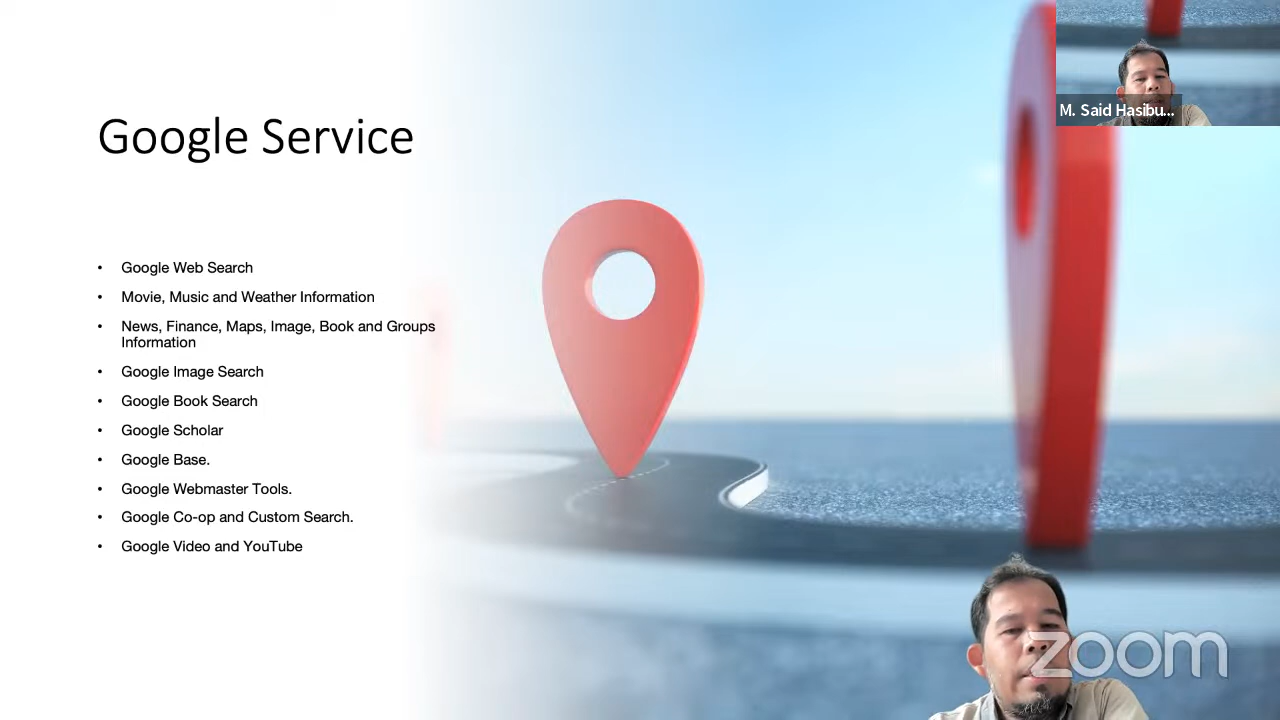 Google Service
• Google Web Search
• Movie, Music and Weather Information
• News, Finance, Maps, Image, Book and Groups
Information
• Google Image Search
• Google Book Search
• Google Scholar
• Google Base.
• Google Webmaster Tools.
• Google Co-op and Custom Search.
• Google Video and YouTube
M. Said Hasibu...
zoom